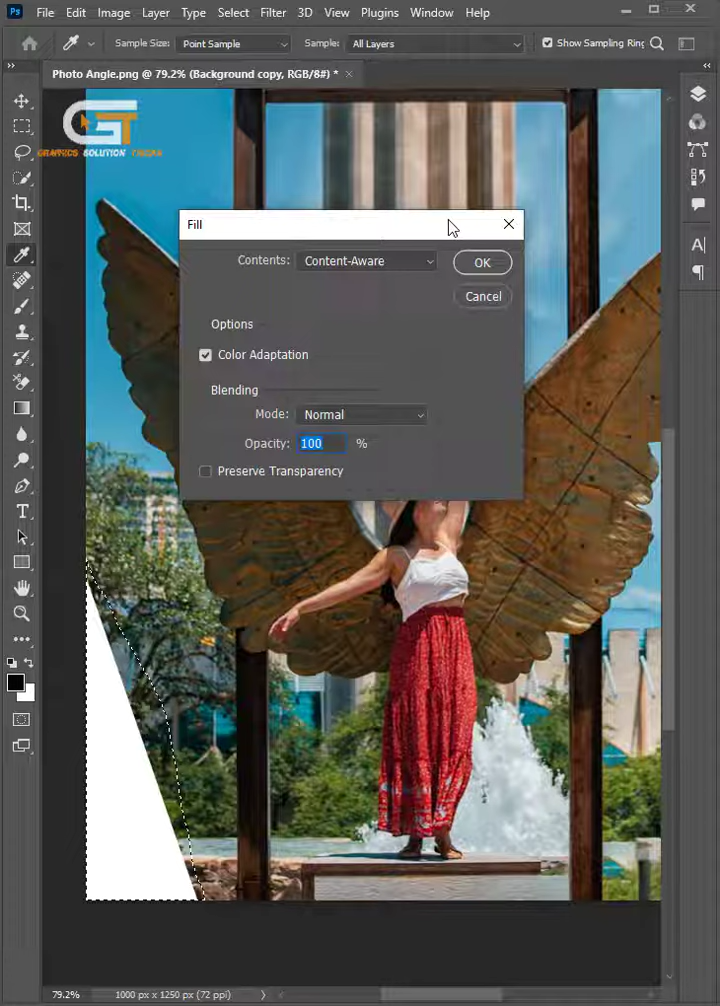 Ps File Edit Image Layer Type Select Filter 3D View Plugins Window Help
Sample Size: Point Sample Sample: All Layers Show Sampling Ring
Photo Angle.png @ 79.2% (Background copy, RGB/8#) * ×
GT
GRAPHICS SOLUTION
Fill
Contents: Content-Aware OK
Cancel
Options
Color Adaptation
Blending
Mode: Normal
Opacity: 100 %
Preserve Transparency
79.2% 1000 px x 1250 px (72 ppi)